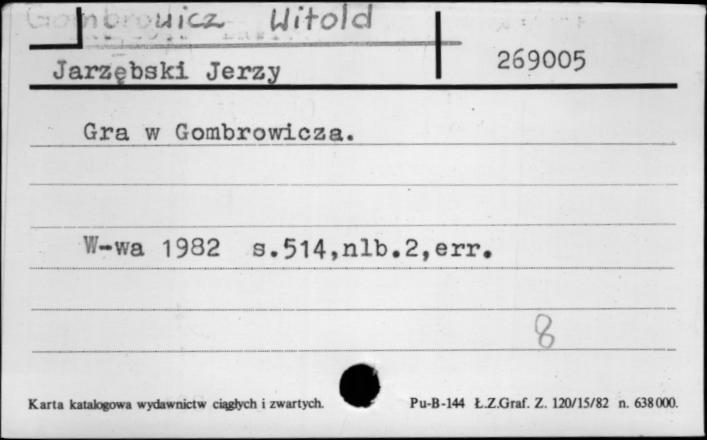 Gombrowicz Witold
Jarzębski Jerzy 269005
Gra w Gombrowicza.
W-wa 1982 s.514,nlb.2,err.
8
Karta katalogowa wydawnictw ciągłych i zwartych. Pu-B-144 Ł.Z.Graf. Z. 120/15/82 n. 638000.